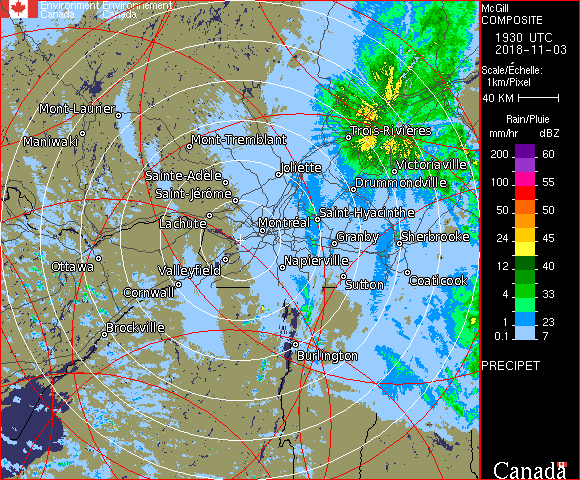 Environment Environnement
Canada Canada
McGill
COMPOSITE
1930 UTC
2018-11-03
Scale/Échelle:
1km/Pixel
40 KM
Rain/Pluie
mm/hr dBZ
200 60
100 55
50 50
24 45
12 40
4 33
1 23
0.1 7
PRECIPET
Canada
Mont-Laurier
Maniwaki
Mont-Tremblant
Trois-Rivières
Joliette
Victoriaville
Sainte-Adèle
Drummondville
Saint-Jérôme
Saint-Hyacinthe
Lachute
Montréal
Granby
Sherbrooke
Ottawa
Valleyfield
Napierville
Cornwall
Sutton
Coaticook
Brockville
Burlington